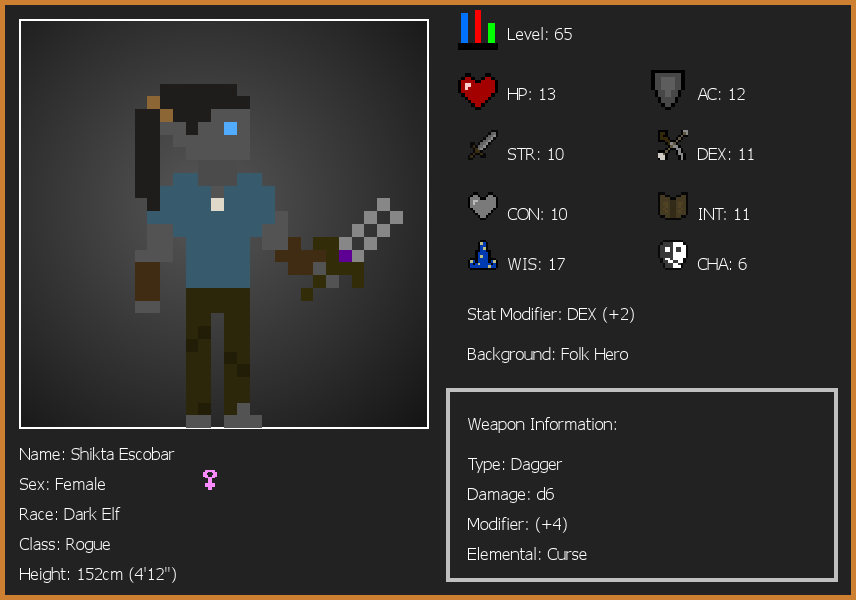 Level: 65
HP: 13
AC: 12
STR: 10
DEX: 11
CON: 10
INT: 11
WIS: 17
CHA: 6
Stat Modifier: DEX (+2)
Background: Folk Hero
Weapon Information:
Type: Dagger
Damage: d6
Modifier: (+4)
Elemental: Curse
Name: Shikta Escobar
Sex: Female
Race: Dark Elf
Class: Rogue
Height: 152cm (4'12")